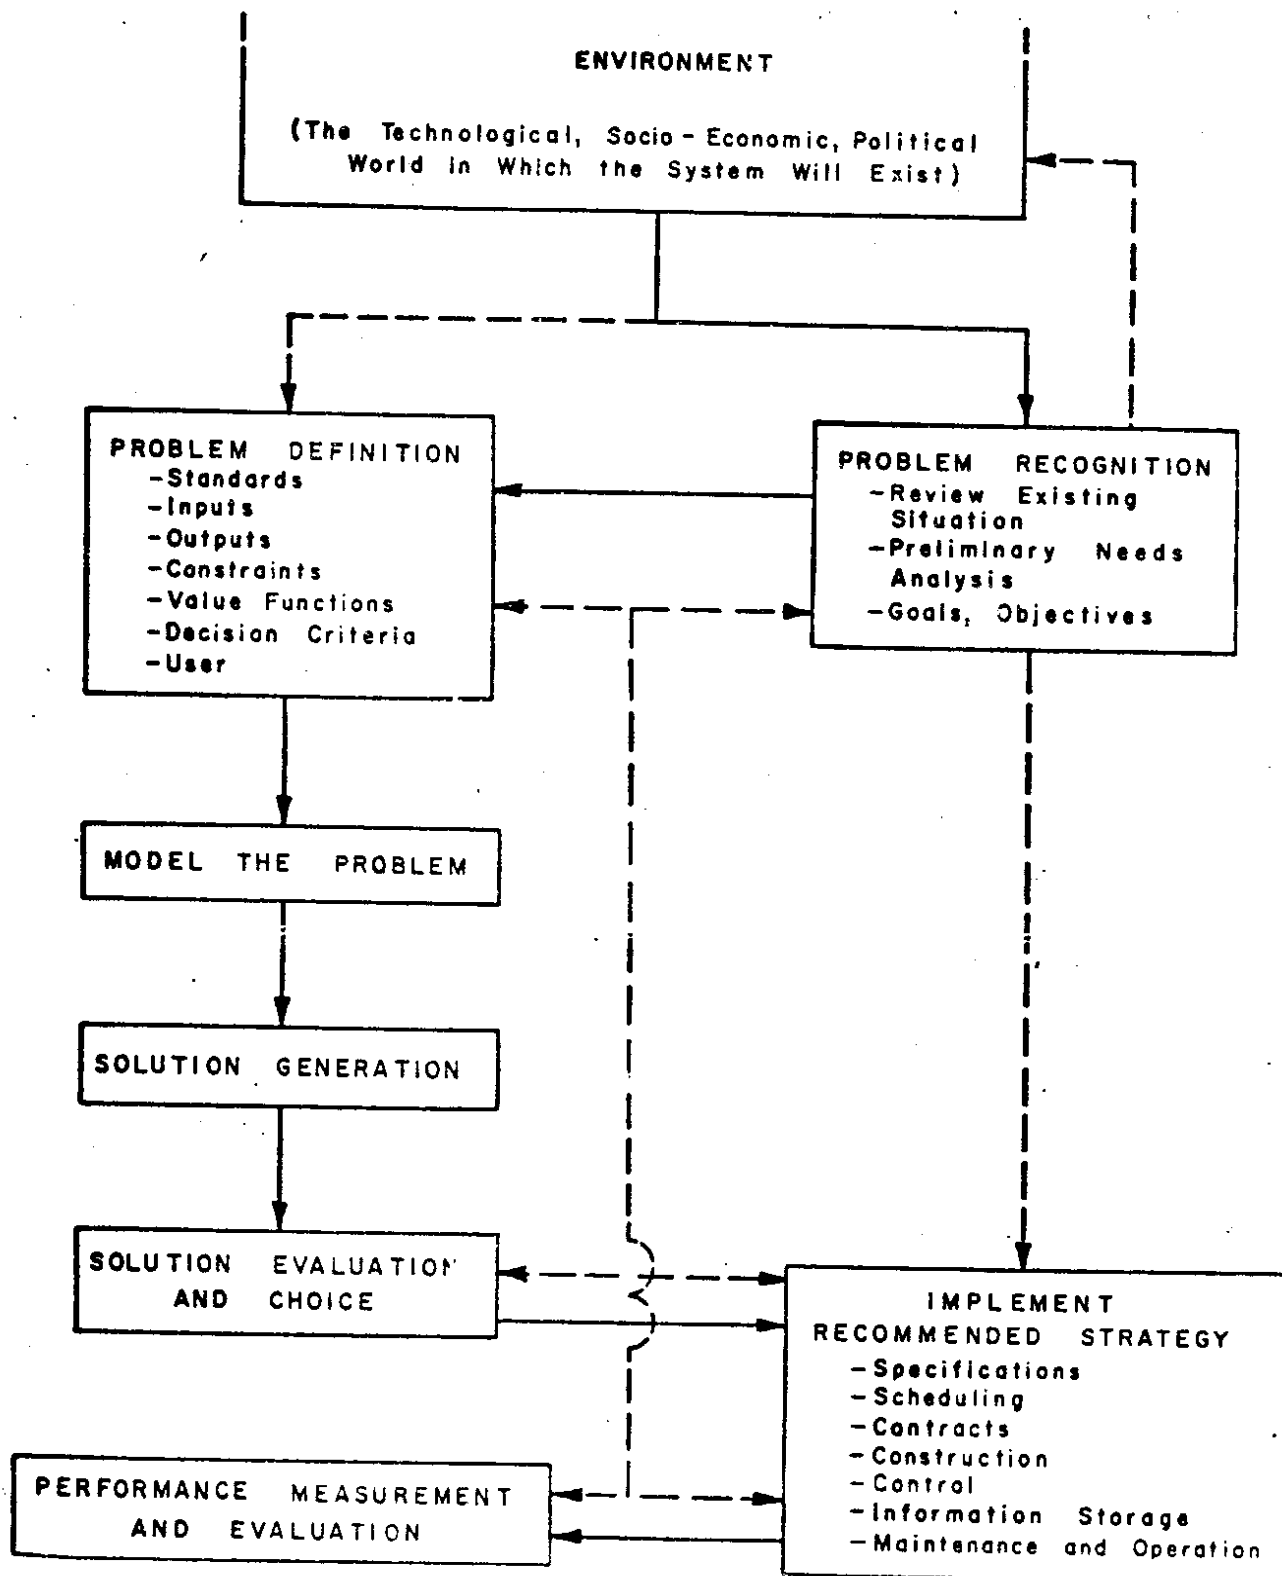 ENVIRONMENT
(The Technological, Socio-Economic, Political
World in Which the System Will Exist)
PROBLEM DEFINITION
-Standards
-Inputs
-Outputs
-Constraints
-Value Functions
-Decision Criteria
-User
PROBLEM RECOGNITION
-Review Existing
Situation
-Preliminary Needs
Analysis
-Goals, Objectives
MODEL THE PROBLEM
SOLUTION GENERATION
SOLUTION EVALUATION
AND CHOICE
IMPLEMENT
RECOMMENDED STRATEGY
-Specifications
-Scheduling
-Contracts
-Construction
-Control
-Information Storage
-Maintenance and Operation
PERFORMANCE MEASUREMENT
AND EVALUATION